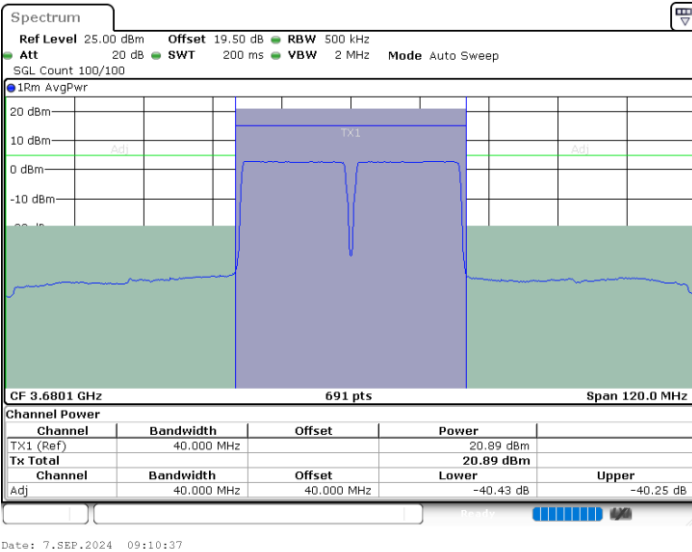 Spectrum
Ref Level 25.00 dBm Offset 19.50 dB RBW 500 kHz
Att 20 dB SWT 200 ms VBW 2 MHz Mode Auto Sweep
SGL Count 100/100
1Rm AvgPwr
20 dBm
TX1
10 dBm
Adj Adj
0 dBm
-10 dBm
CF 3.6801 GHz 691 pts Span 120.0 MHz
Channel Power
Channel Bandwidth Offset Power
TX1 (Ref) 40.000 MHz 20.89 dBm
Tx Total 20.89 dBm
Channel Bandwidth Offset Lower Upper
Adj 40.000 MHz 40.000 MHz -40.43 dB -40.25 dB
Ready
Date: 7.SEP.2024 09:10:37